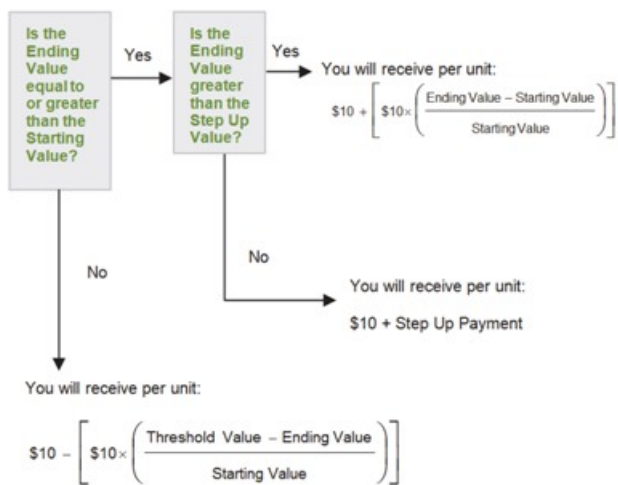 Is the
Ending
Value
equal to
or greater
than the
Starting
Value?
Yes
Is the
Ending
Value
greater
than the
Step Up
Value?
Yes
You will receive per unit:
$10 + [ $10× ( Ending Value – Starting Value
Starting Value ) ]
No
You will receive per unit:
$10 + Step Up Payment
No
You will receive per unit:
$10 – [ $10× ( Threshold Value – Ending Value
Starting Value ) ]